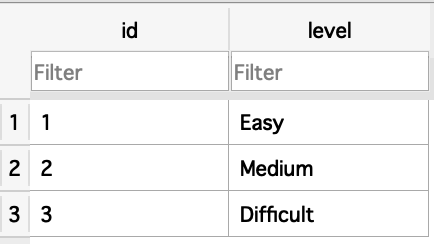 id level
Filter Filter
1 1 Easy
2 2 Medium
3 3 Difficult